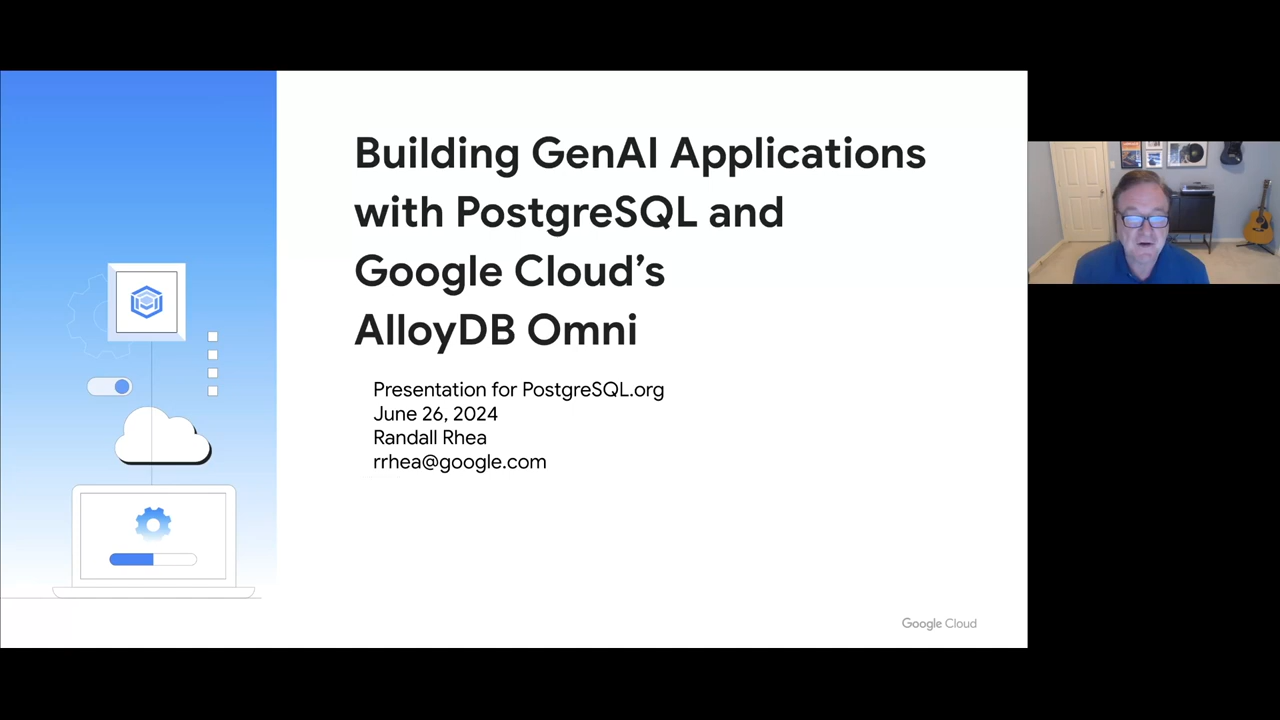 Building GenAI Applications
with PostgreSQL and
Google Cloud’s
AlloyDB Omni
Presentation for PostgreSQL.org
June 26, 2024
Randall Rhea
rrhea@google.com
Google Cloud